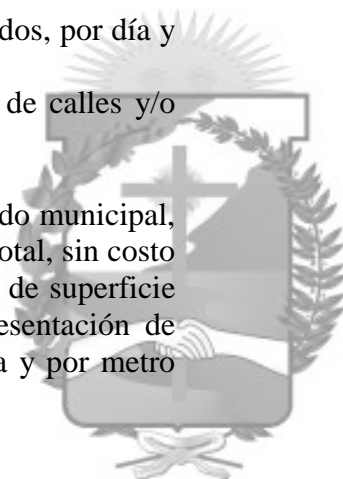 dos, por día y
de calles y/o
do municipal,
otal, sin costo
de superficie
esentación de
a y por metro